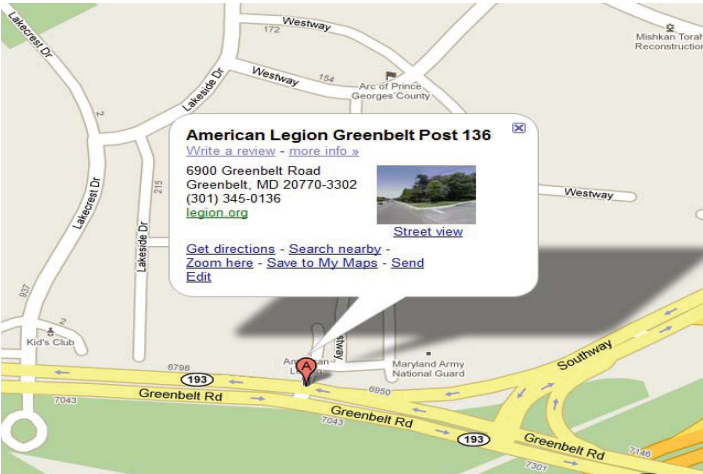 Lakecrest Dr
Westway
172
Mishkan Torah
Reconstruction
Westway
154
Arc of Prince
Georges County
Lakeside Dr
2
American Legion Greenbelt Post 136
Write a review - more info »
6900 Greenbelt Road
Greenbelt, MD 20770-3302
(301) 345-0136
legion.org
Street view
Get directions - Search nearby -
Zoom here - Save to My Maps - Send
Edit
Westway
215
Lakecrest Dr
Lakeside Dr
937
2
Kid's Club
6798
193
A
Maryland Army
National Guard
Southway
6950
7043
Greenbelt Rd
7043
Greenbelt Rd
193
Greenbelt Rd
7146
7301